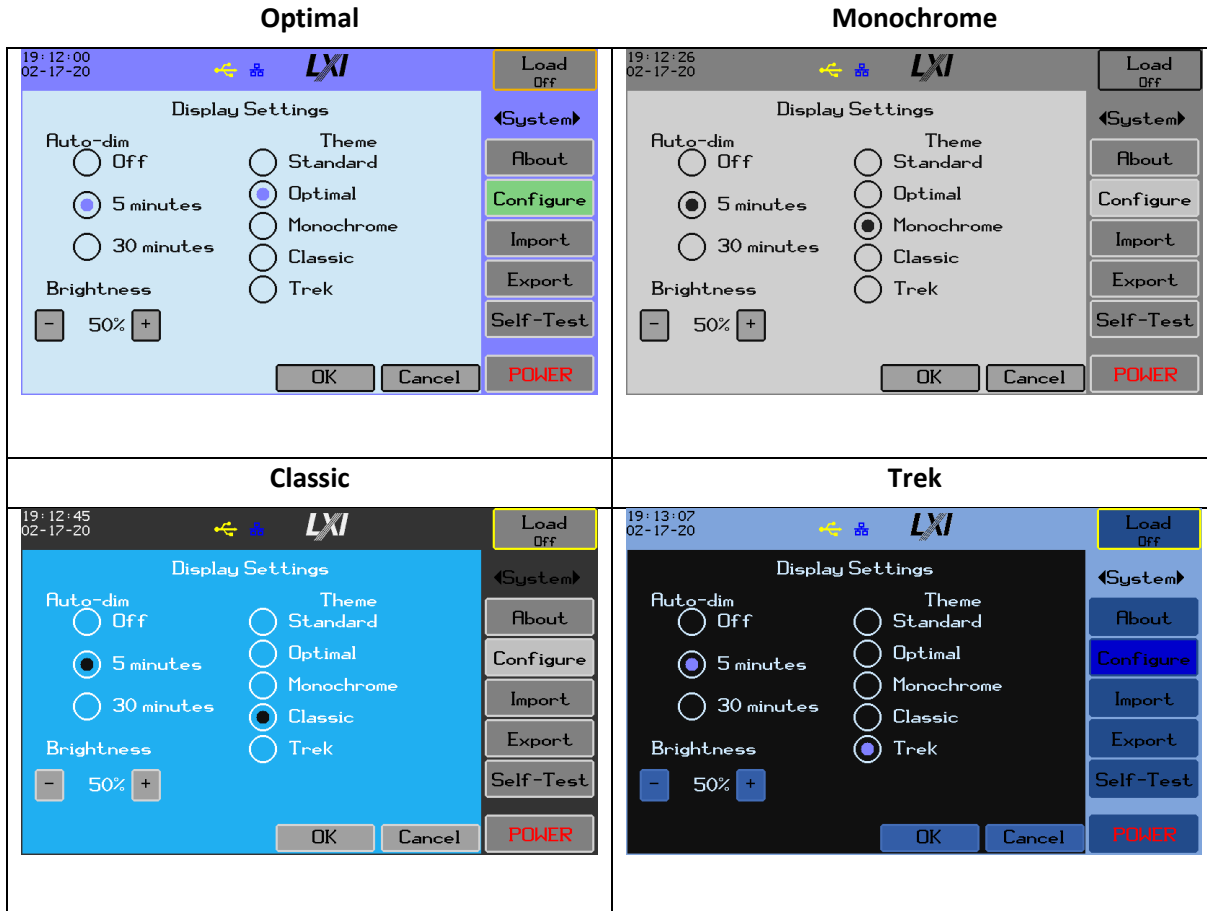 Optimal
19:12:00
02-17-20
LXI
Load
Off
Display Settings
◀System▶
Auto-dim
Theme
Off
Standard
About
5 minutes
Optimal
Configure
Monochrome
30 minutes
Import
Classic
Brightness
Trek
Export
- 50% +
Self-Test
OK
Cancel
POWER
Monochrome
19:12:26
02-17-20
LXI
Load
Off
Display Settings
◀System▶
Auto-dim
Theme
Off
Standard
About
5 minutes
Optimal
Configure
Monochrome
30 minutes
Import
Classic
Brightness
Trek
Export
- 50% +
Self-Test
OK
Cancel
POWER
Classic
19:12:45
02-17-20
LXI
Load
Off
Display Settings
◀System▶
Auto-dim
Theme
Off
Standard
About
5 minutes
Optimal
Configure
Monochrome
30 minutes
Import
Classic
Brightness
Trek
Export
- 50% +
Self-Test
OK
Cancel
POWER
Trek
19:13:07
02-17-20
LXI
Load
Off
Display Settings
◀System▶
Auto-dim
Theme
Off
Standard
About
5 minutes
Optimal
Configure
Monochrome
30 minutes
Import
Classic
Brightness
Trek
Export
- 50% +
Self-Test
OK
Cancel
POWER